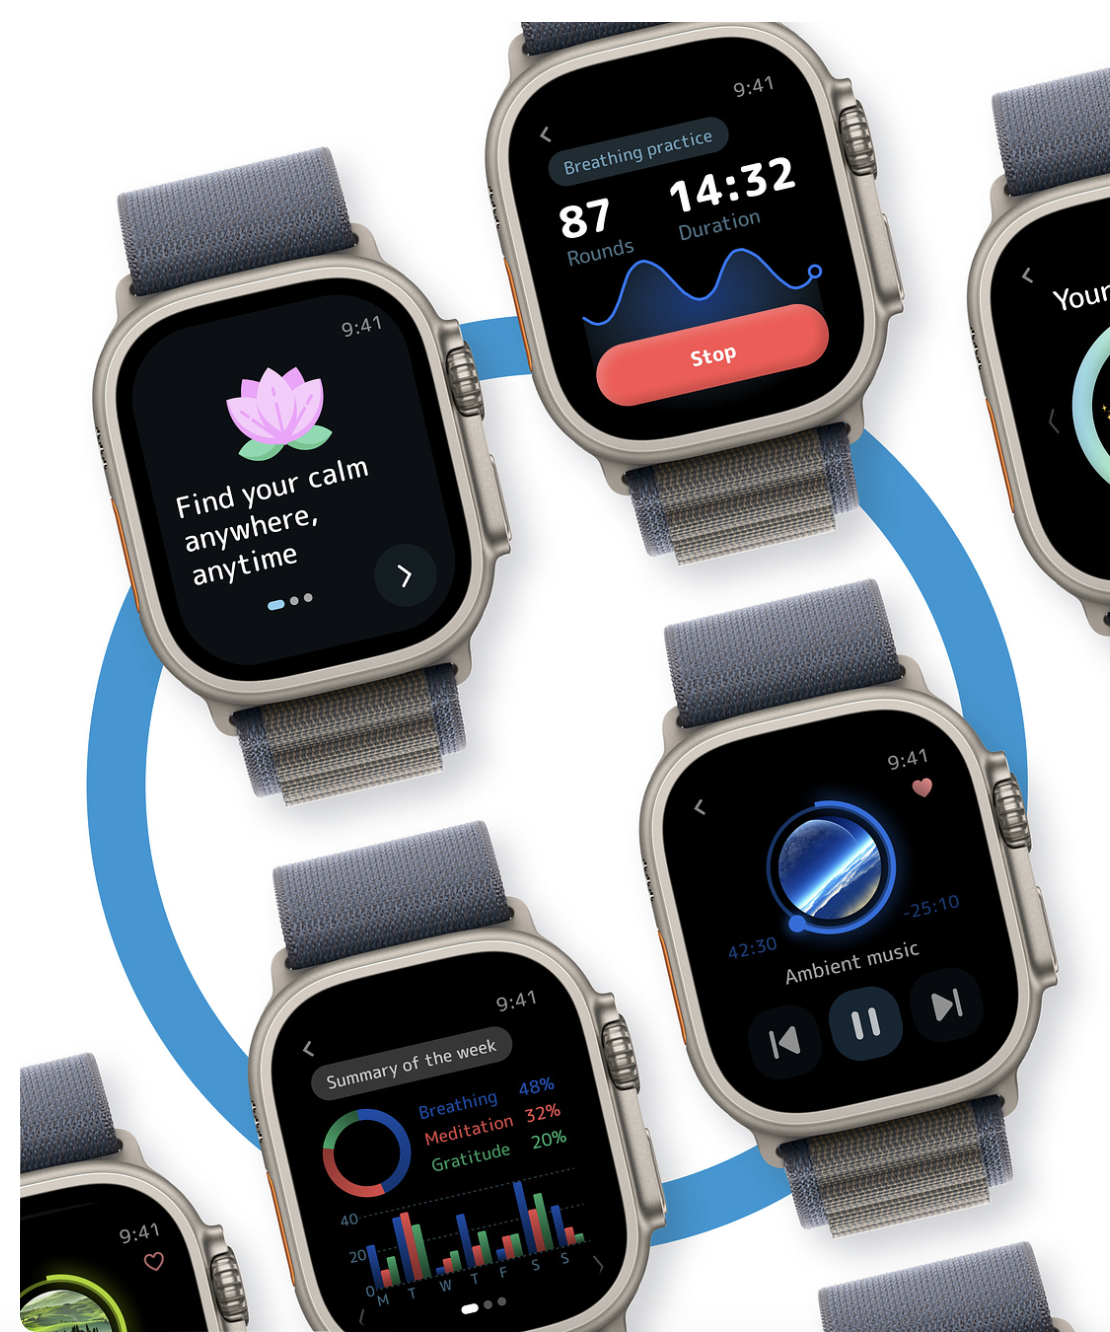 9:41
Breathing practice
87
Rounds
14:32
Duration
Stop
9:41
Find your calm
anywhere,
anytime
Your
9:41
42:30
-25:10
Ambient music
9:41
Summary of the week
Breathing 48%
Meditation 32%
Gratitude 20%
40
20
0
M T W T F S S
9:41